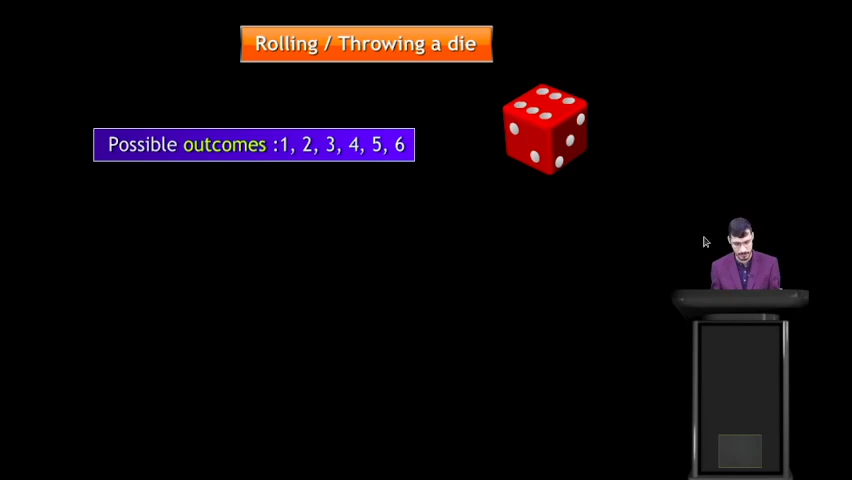 Rolling / Throwing a die
Possible outcomes :1, 2, 3, 4, 5, 6